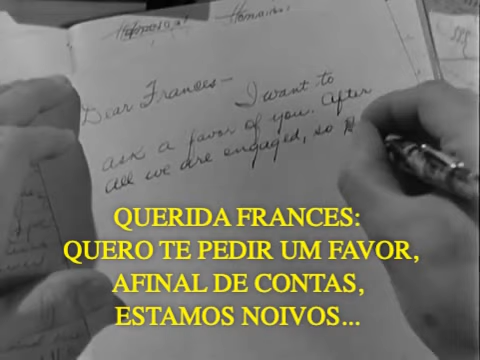 Dear Frances— I want to
ask a favor of you. After
all we are engaged, so
QUERIDA FRANCES:
QUERO TE PEDIR UM FAVOR,
AFINAL DE CONTAS,
ESTAMOS NOIVOS...